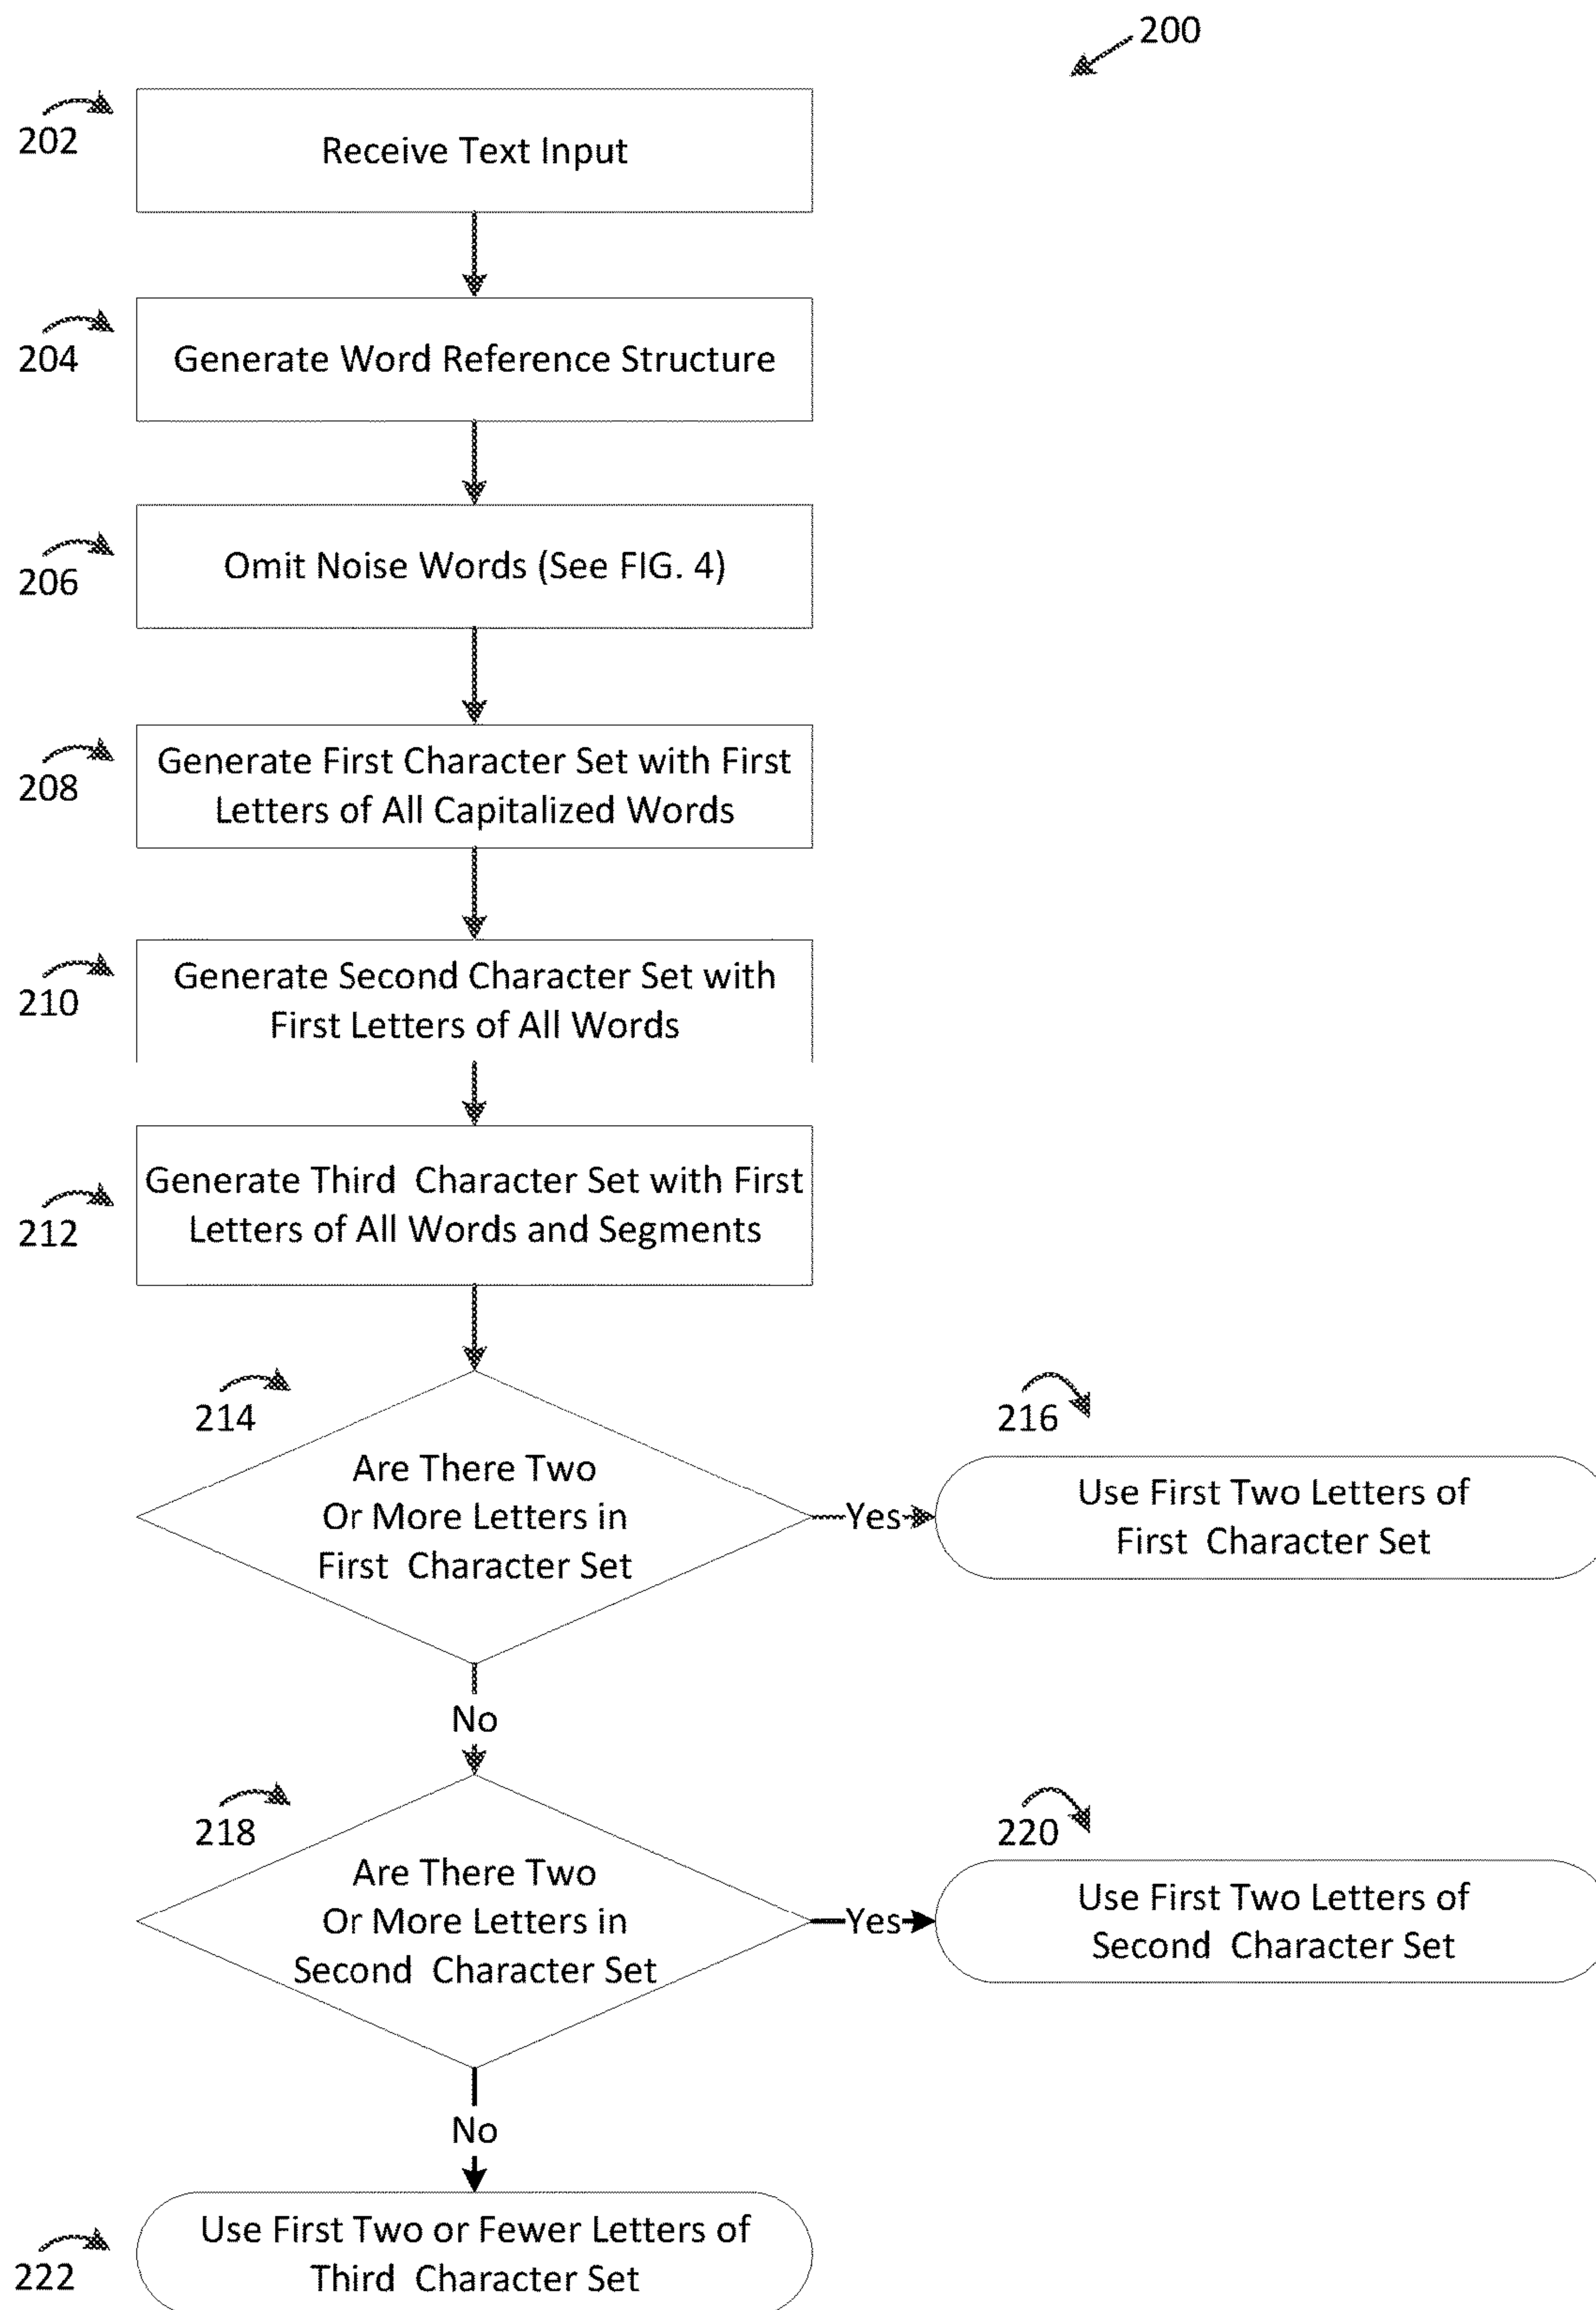 200
202
Receive Text Input
204
Generate Word Reference Structure
206
Omit Noise Words (See FIG. 4)
208
Generate First Character Set with First
Letters of All Capitalized Words
210
Generate Second Character Set with
First Letters of All Words
212
Generate Third Character Set with First
Letters of All Words and Segments
214
Are There Two
Or More Letters in
First Character Set
Yes
216
Use First Two Letters of
First Character Set
No
218
Are There Two
Or More Letters in
Second Character Set
Yes
220
Use First Two Letters of
Second Character Set
No
222
Use First Two or Fewer Letters of
Third Character Set